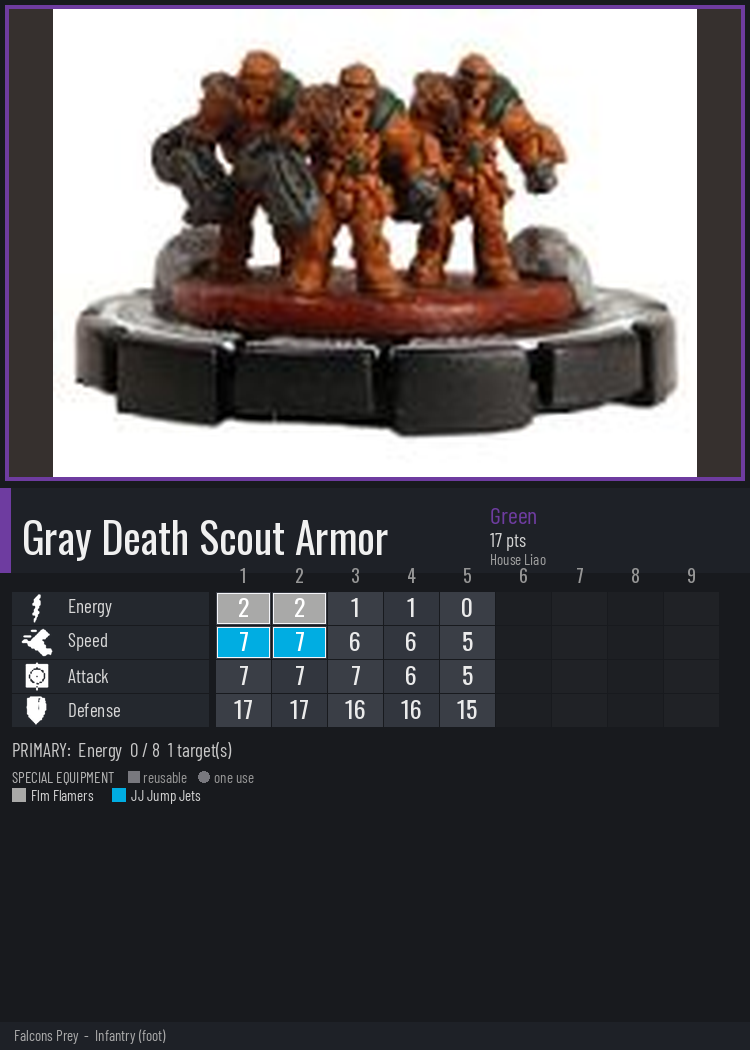 Gray Death Scout Armor
Green
17 pts
House Liao
1 2 3 4 5 6 7 8 9
Energy 2 2 1 1 0
Speed 7 7 6 6 5
Attack 7 7 7 6 5
Defense 17 17 16 16 15
PRIMARY: Energy 0 / 8 1 target(s)
SPECIAL EQUIPMENT reusable one use
Flm Flamers JJ Jump Jets
Falcons Prey - Infantry (foot)